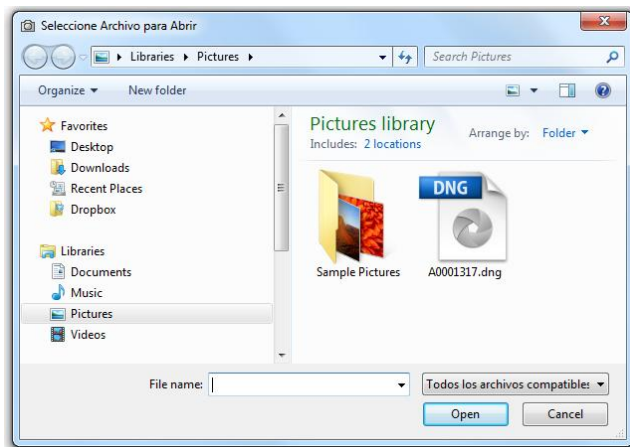 Seleccione Archivo para Abrir
Libraries Pictures
Search Pictures
Organize New folder
Favorites
Desktop
Downloads
Recent Places
Dropbox
Libraries
Documents
Music
Pictures
Videos
Pictures library
Includes: 2 locations
Arrange by: Folder
DNG
Sample Pictures
A0001317.dng
File name:
Todos los archivos compatibles
Open Cancel